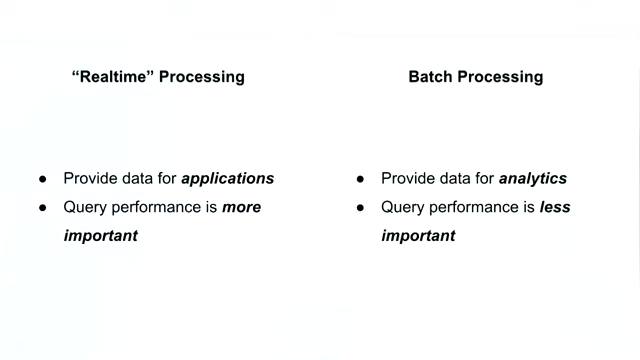 “Realtime” Processing
● Provide data for applications
● Query performance is more
important
Batch Processing
● Provide data for analytics
● Query performance is less
important